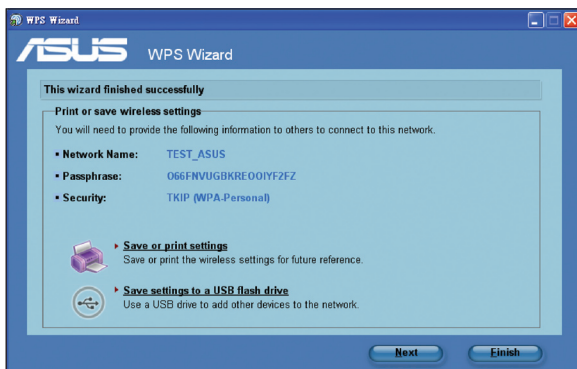 WPS Wizard
ASUS WPS Wizard
This wizard finished successfully
Print or save wireless settings
You will need to provide the following information to others to connect to this network.
▪ Network Name: TEST_ASUS
▪ Passphrase: O66FNVUGBKREOOIYF2FZ
▪ Security: TKIP (WPA-Personal)
Save or print settings
Save or print the wireless settings for future reference.
Save settings to a USB flash drive
Use a USB drive to add other devices to the network.
Next Finish